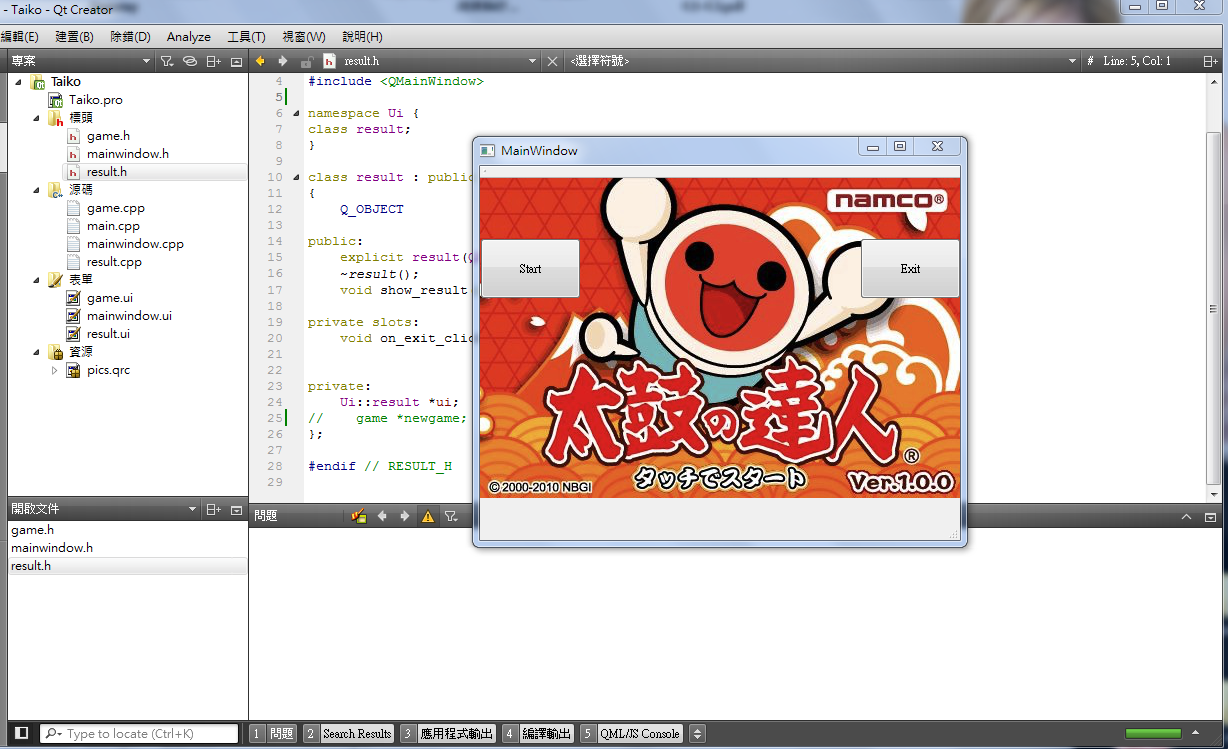 - Taiko - Qt Creator
編輯(E) 建置(B) 除錯(D) Analyze 工具(T) 視窗(W) 說明(H)
專案
result.h
<選擇符號>
# Line: 5, Col: 1
Taiko
Taiko.pro
標頭
game.h
mainwindow.h
result.h
源碼
game.cpp
main.cpp
mainwindow.cpp
result.cpp
表單
game.ui
mainwindow.ui
result.ui
資源
pics.qrc
4 #include <QMainWindow>
5
6 namespace Ui {
7 class result;
8 }
9
10 class result : public
11 {
12 Q_OBJECT
13
14 public:
15 explicit result(
16 ~result();
17 void show_result
18
19 private slots:
20 void on_exit_clic
21
22
23 private:
24 Ui::result *ui;
25 // game *newgame;
26 };
27
28 #endif // RESULT_H
29
MainWindow
namco®
Start
Exit
太鼓の達人®
タッチでスタート
© 2000-2010 NBGI
Ver.1.0.0
開啟文件
game.h
mainwindow.h
result.h
問題
Type to locate (Ctrl+K)
1 問題 2 Search Results 3 應用程式輸出 4 編譯輸出 5 QML/JS Console